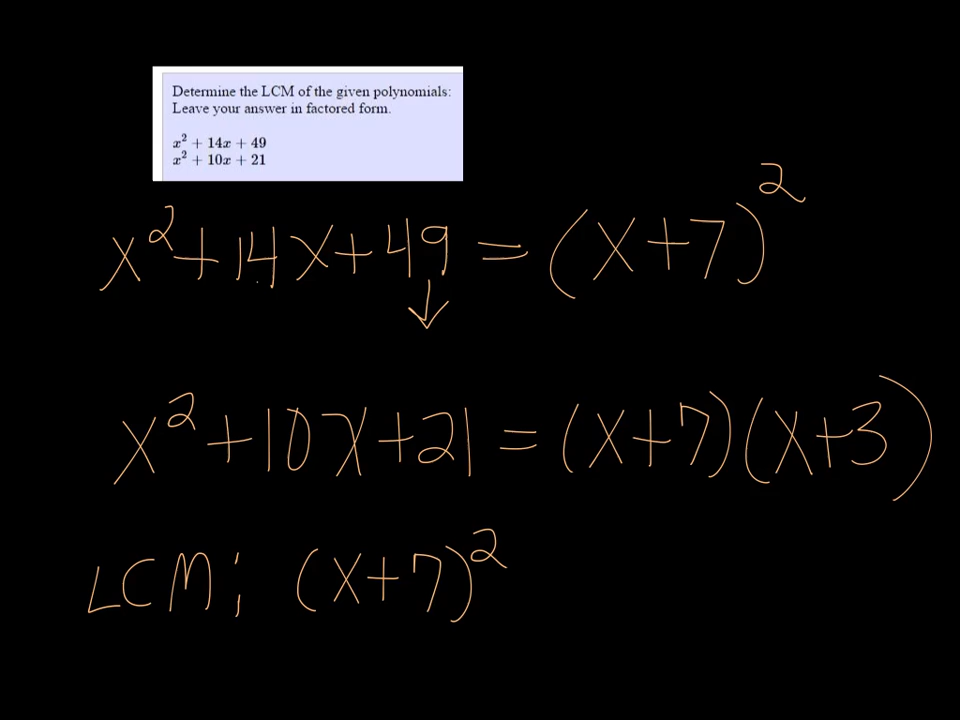 Determine the LCM of the given polynomials:
Leave your answer in factored form.
x² + 14x + 49
x² + 10x + 21
x²+14x+49=(x+7)²
↓
x²+10x+21=(x+7)(x+3)
LCM; (x+7)²